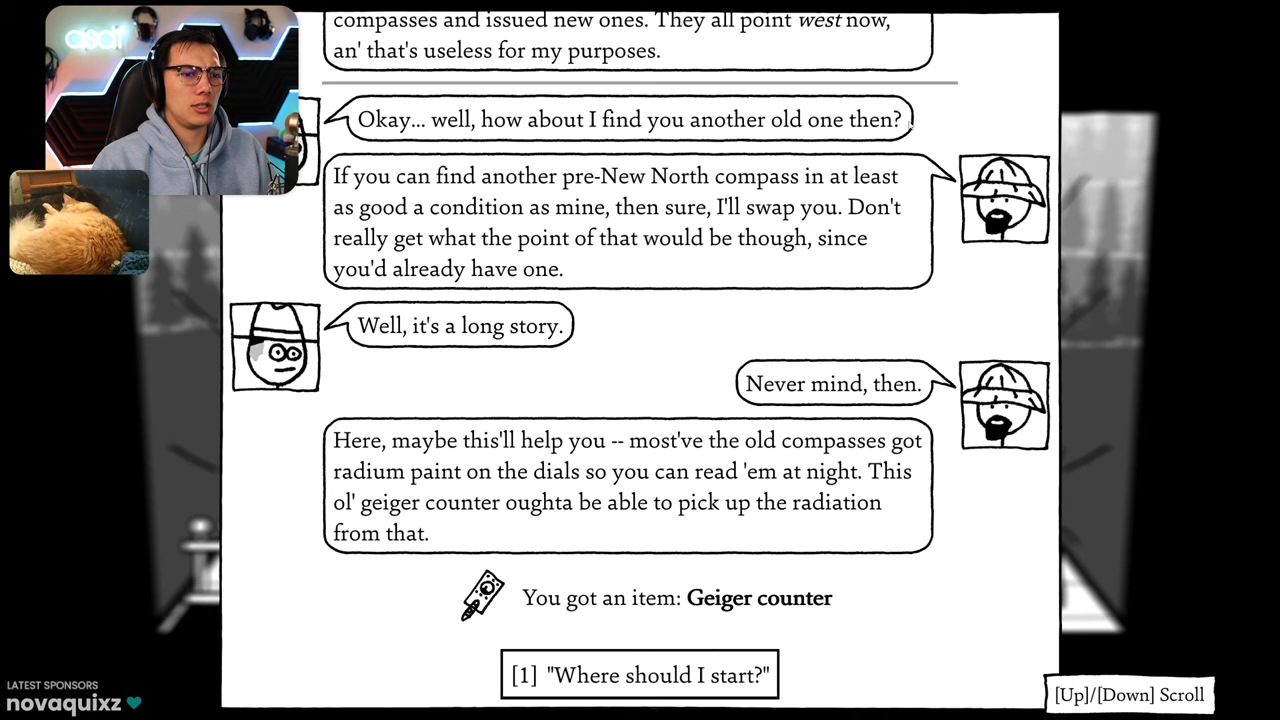 compasses and issued new ones. They all point west now,
an' that's useless for my purposes.
Okay... well, how about I find you another old one then?
If you can find another pre-New North compass in at least
as good a condition as mine, then sure, I'll swap you. Don't
really get what the point of that would be though, since
you'd already have one.
Well, it's a long story.
Never mind, then.
Here, maybe this'll help you -- most've the old compasses got
radium paint on the dials so you can read 'em at night. This
ol' geiger counter oughta be able to pick up the radiation
from that.
You got an item: Geiger counter
[1] "Where should I start?"
[Up]/[Down] Scroll
LATEST SPONSORS
novaquixz